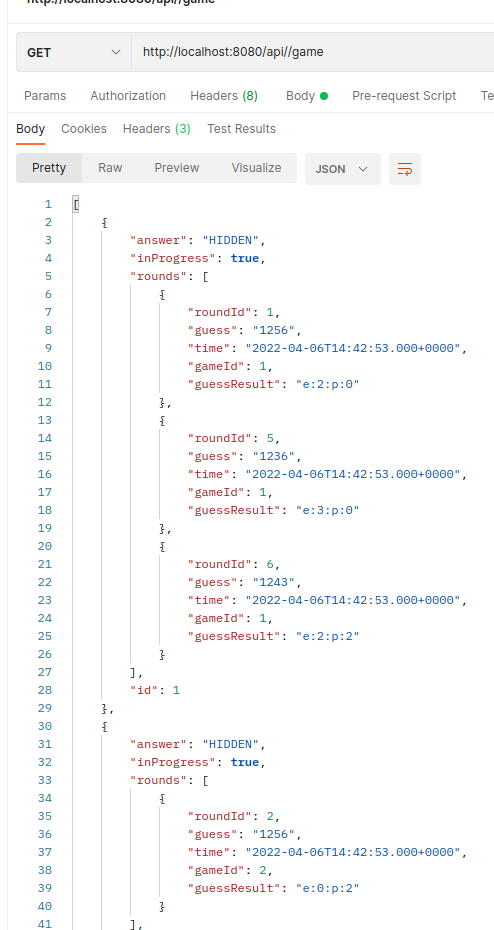 http://localhost:8080/api//game
GET http://localhost:8080/api//game
Params Authorization Headers (8) Body Pre-request Script Te
Body Cookies Headers (3) Test Results
Pretty Raw Preview Visualize JSON
1 [
2 {
3 "answer": "HIDDEN",
4 "inProgress": true,
5 "rounds": [
6 {
7 "roundId": 1,
8 "guess": "1256",
9 "time": "2022-04-06T14:42:53.000+0000",
10 "gameId": 1,
11 "guessResult": "e:2:p:0"
12 },
13 {
14 "roundId": 5,
15 "guess": "1236",
16 "time": "2022-04-06T14:42:53.000+0000",
17 "gameId": 1,
18 "guessResult": "e:3:p:0"
19 },
20 {
21 "roundId": 6,
22 "guess": "1243",
23 "time": "2022-04-06T14:42:53.000+0000",
24 "gameId": 1,
25 "guessResult": "e:2:p:2"
26 }
27 ],
28 "id": 1
29 },
30 {
31 "answer": "HIDDEN",
32 "inProgress": true,
33 "rounds": [
34 {
35 "roundId": 2,
36 "guess": "1256",
37 "time": "2022-04-06T14:42:53.000+0000",
38 "gameId": 2,
39 "guessResult": "e:0:p:2"
40 }
41 ],